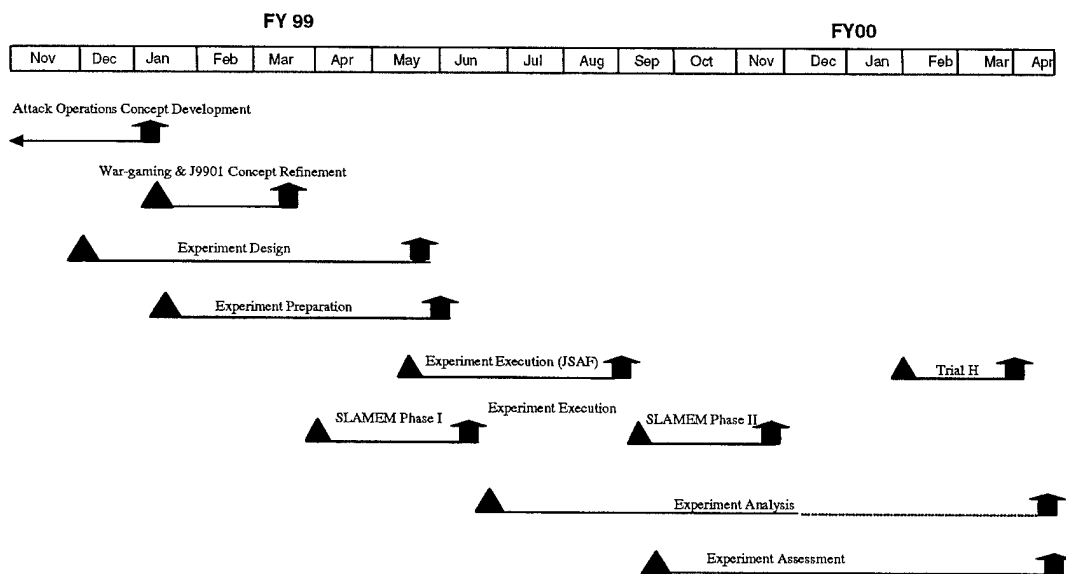 FY 99
FY00
Nov Dec Jan Feb Mar Apr May Jun Jul Aug Sep Oct Nov Dec Jan Feb Mar Apr
Attack Operations Concept Development
War-gaming & J9901 Concept Refinement
Experiment Design
Experiment Preparation
Experiment Execution (JSAF)
Trial H
Experiment Execution
SLAMEM Phase I
SLAMEM Phase II
Experiment Analysis
Experiment Assessment